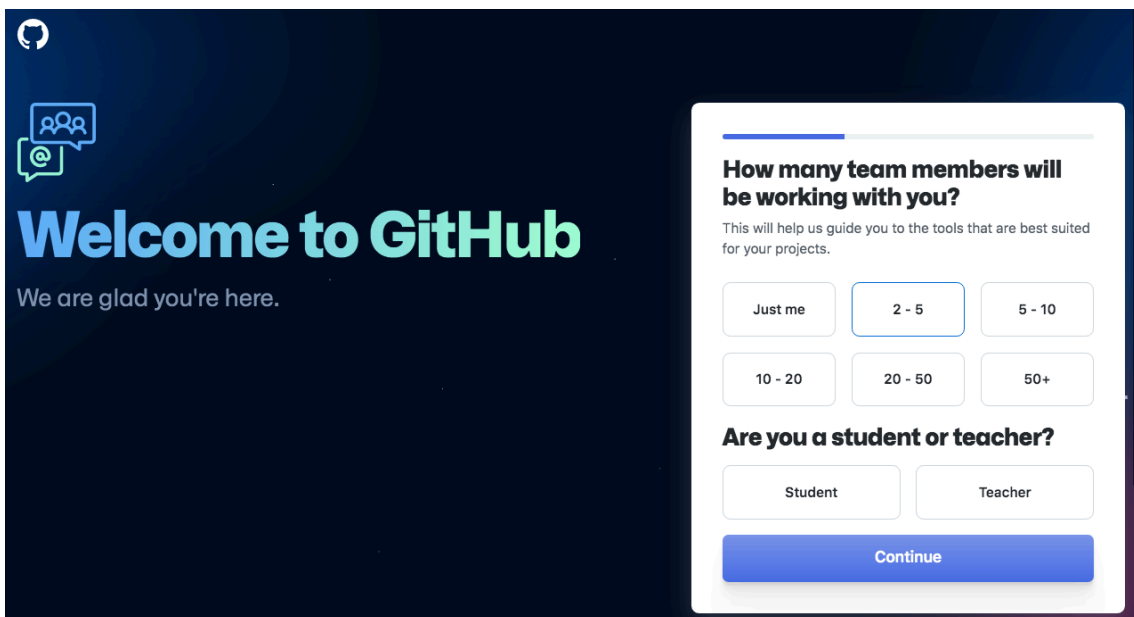 @
Welcome to GitHub
We are glad you're here.
How many team members will
be working with you?
This will help us guide you to the tools that are best suited
for your projects.
Just me
2 - 5
5 - 10
10 - 20
20 - 50
50+
Are you a student or teacher?
Student
Teacher
Continue